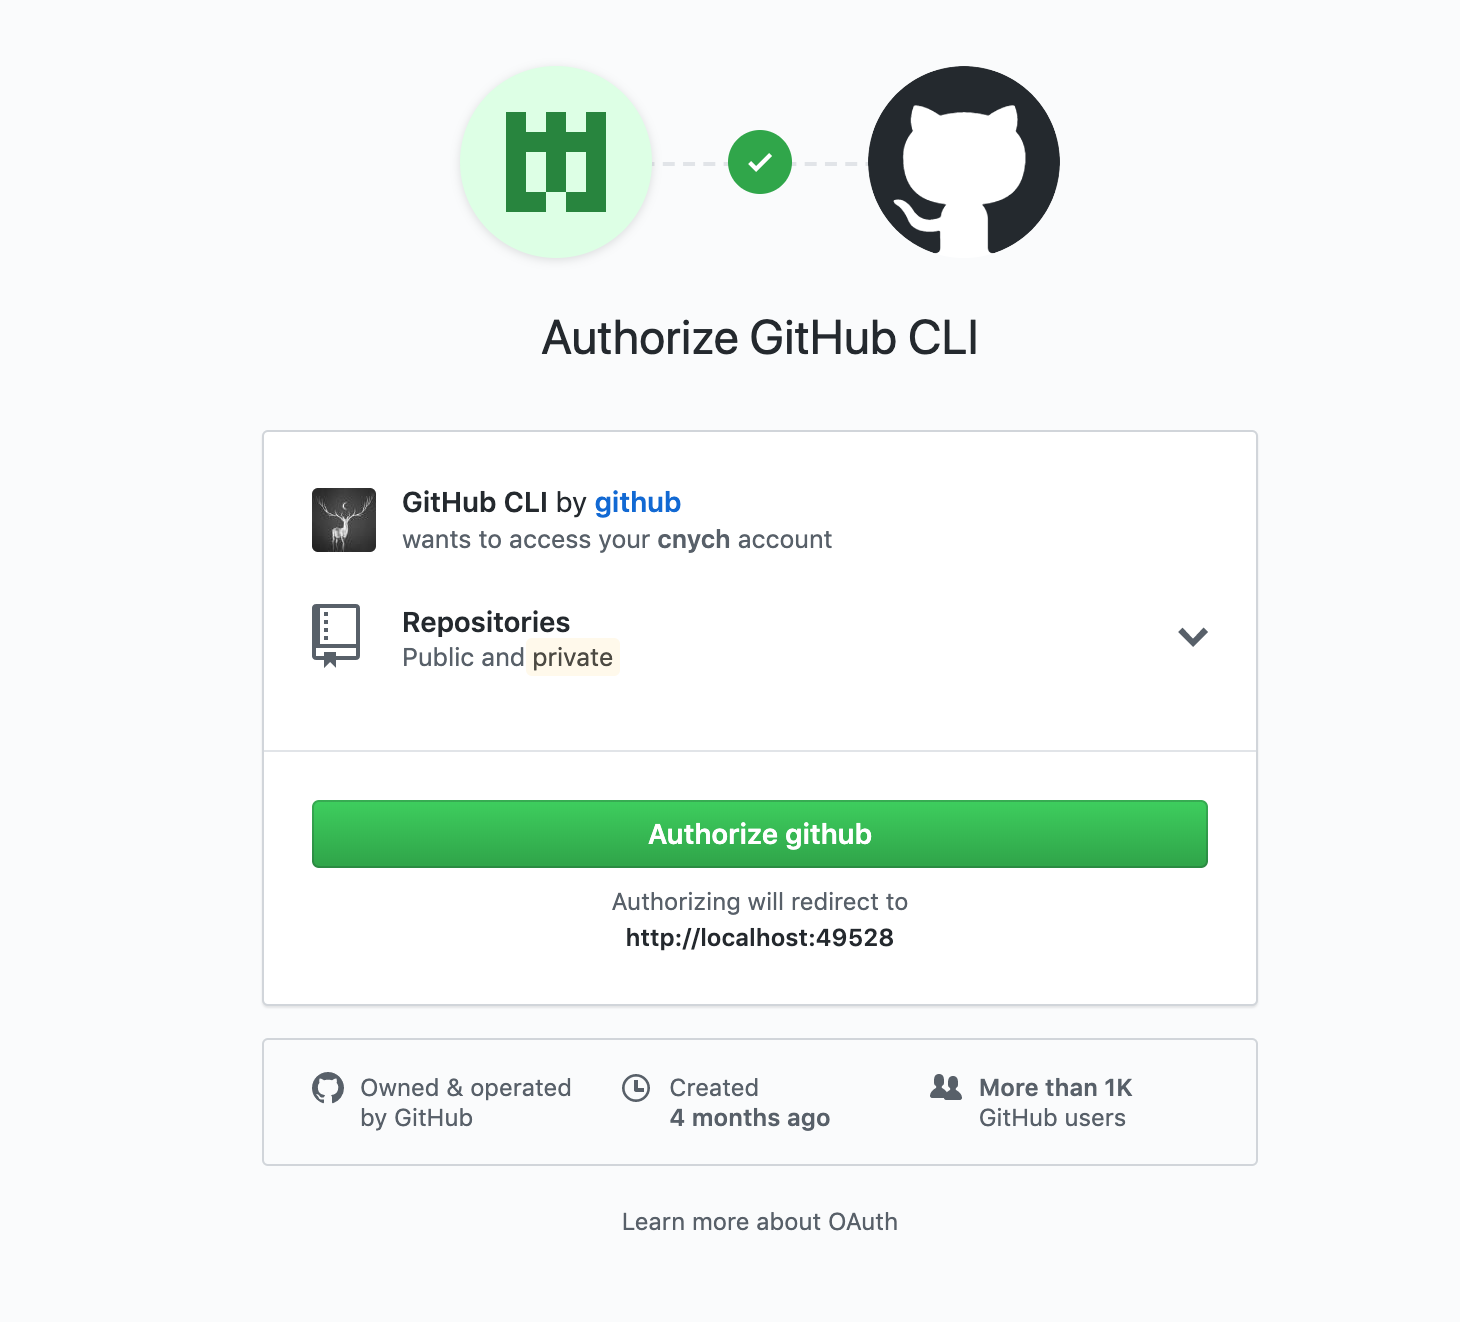 Authorize GitHub CLI
GitHub CLI by github
wants to access your cnych account
Repositories
Public and private
Authorize github
Authorizing will redirect to
http://localhost:49528
Owned & operated
by GitHub
Created
4 months ago
More than 1K
GitHub users
Learn more about OAuth